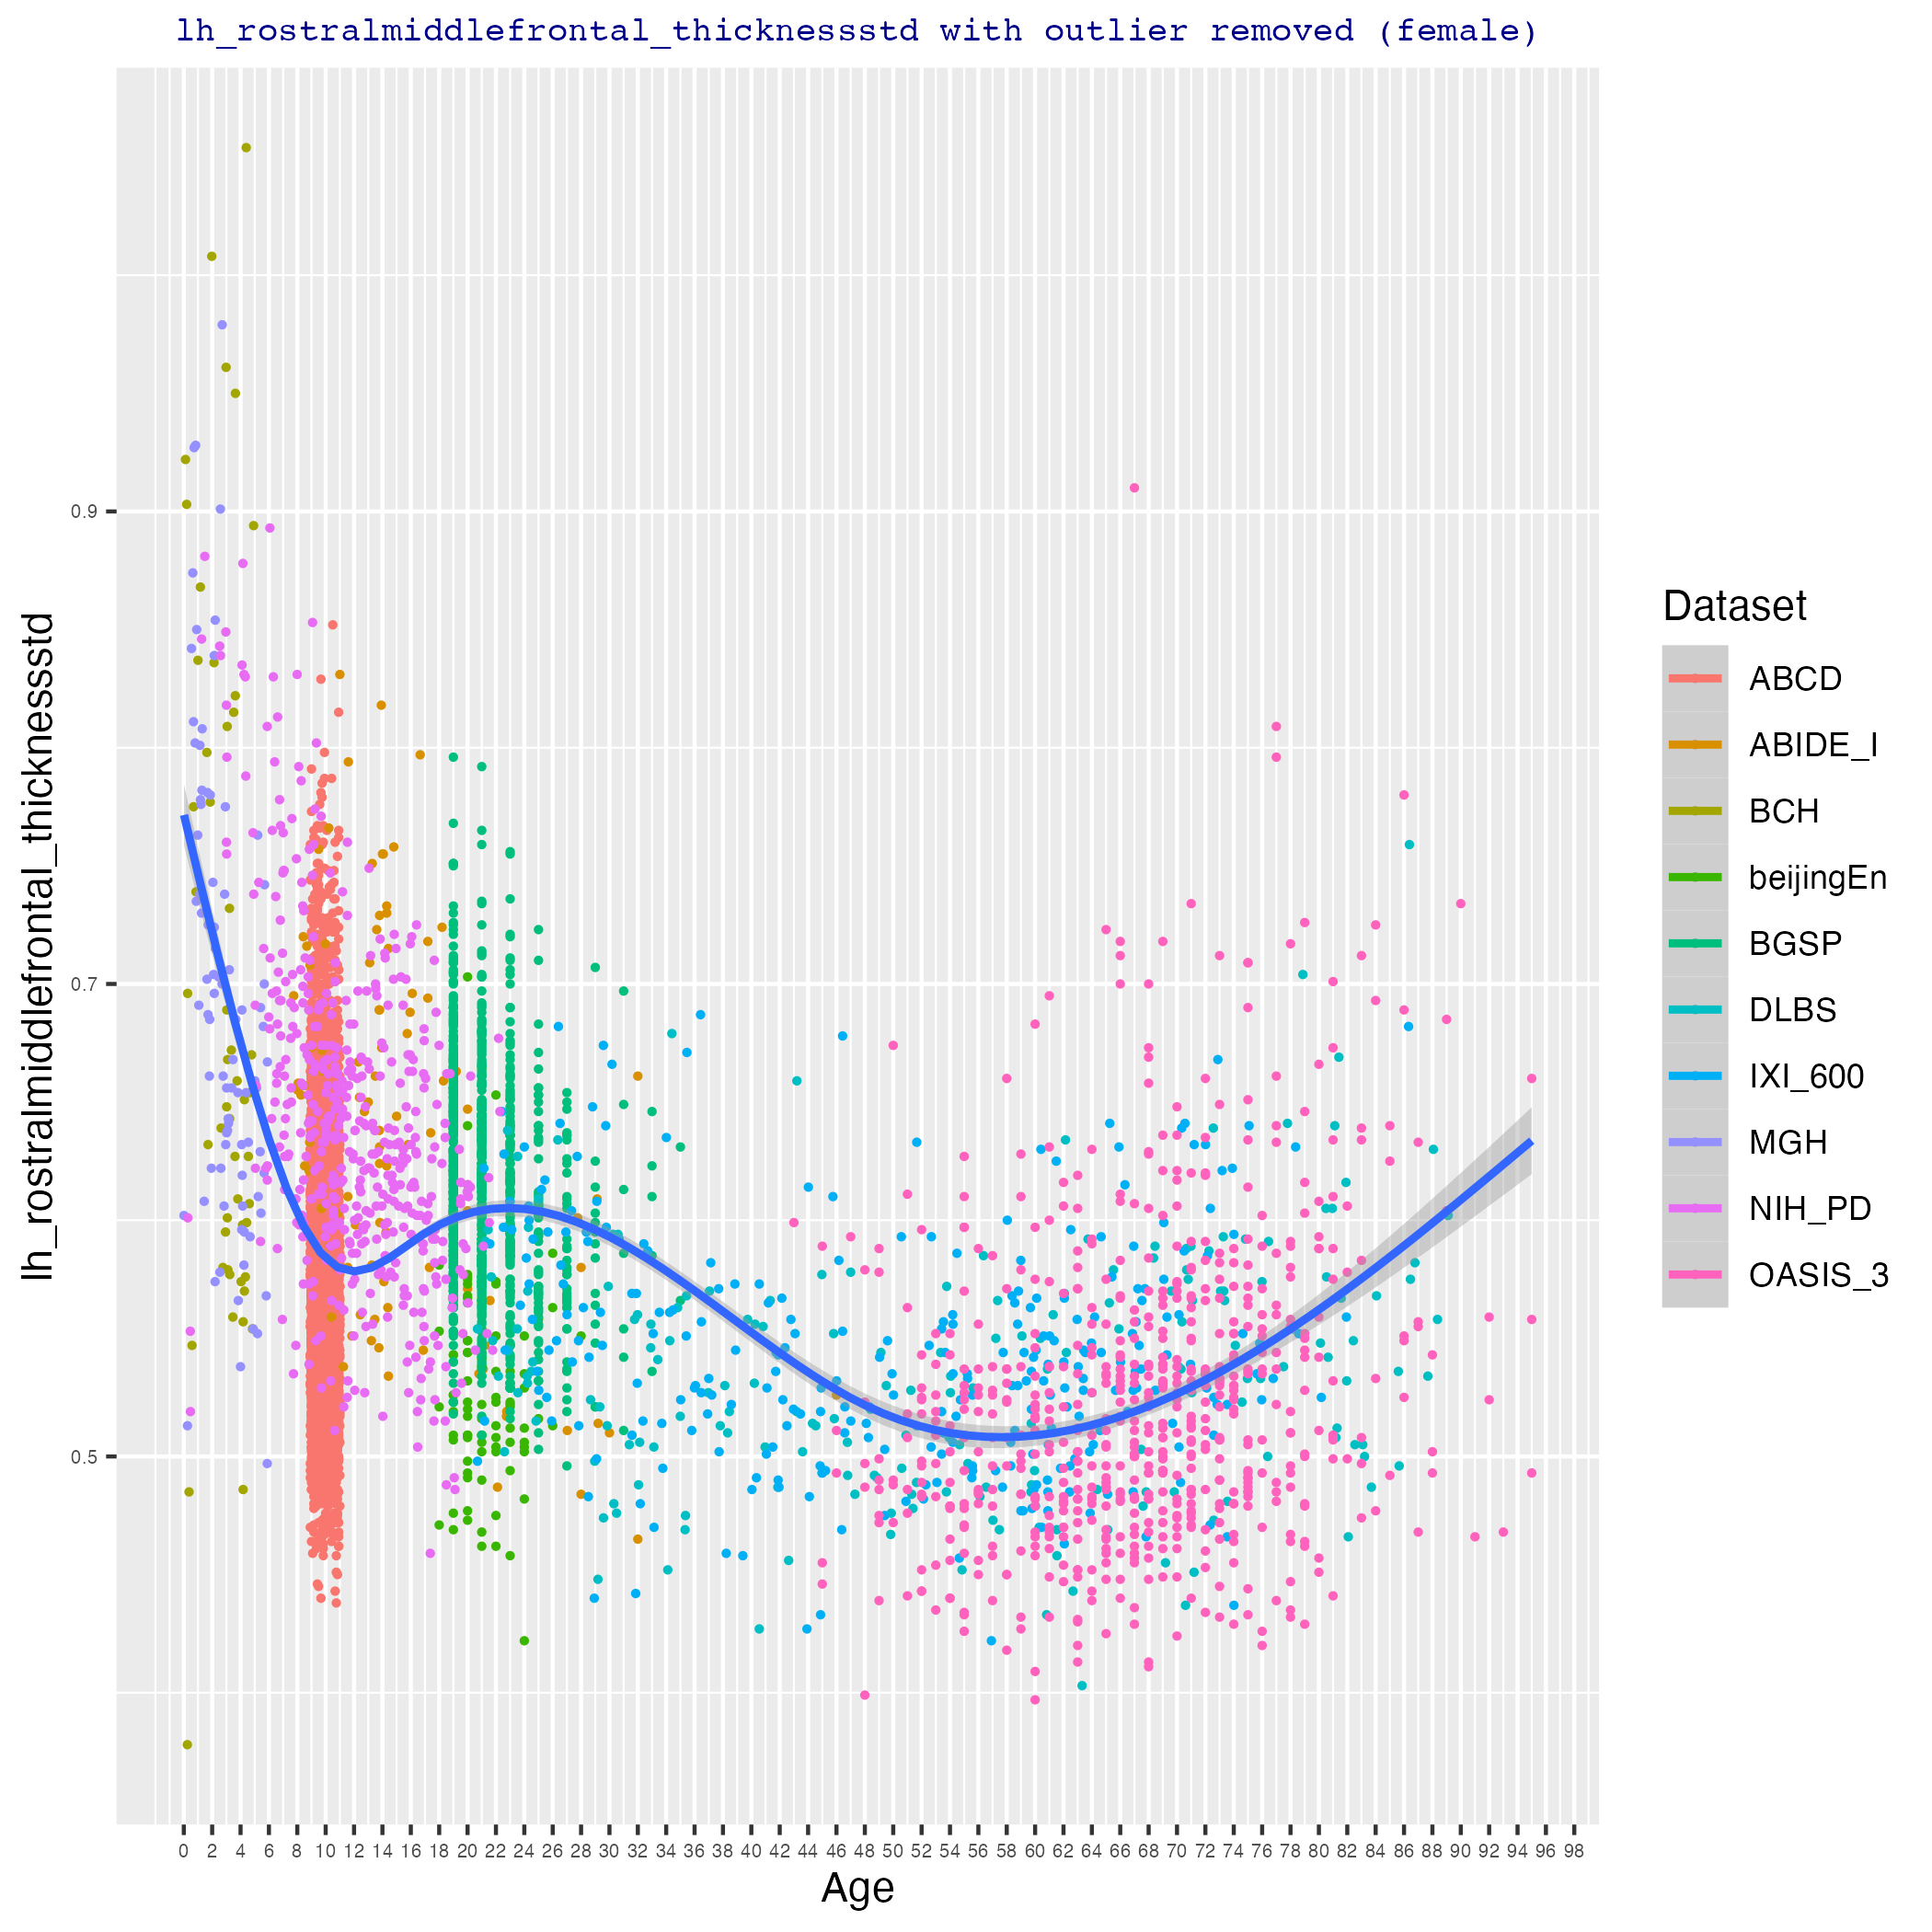 lh_rostralmiddlefrontal_thicknessstd with outlier removed (female)
lh_rostralmiddlefrontal_thicknessstd
0.9
0.7
0.5
0 2 4 6 8 10 12 14 16 18 20 22 24 26 28 30 32 34 36 38 40 42 44 46 48 50 52 54 56 58 60 62 64 66 68 70 72 74 76 78 80 82 84 86 88 90 92 94 96 98
Age
Dataset
ABCD
ABIDE_I
BCH
beijingEn
BGSP
DLBS
IXI_600
MGH
NIH_PD
OASIS_3